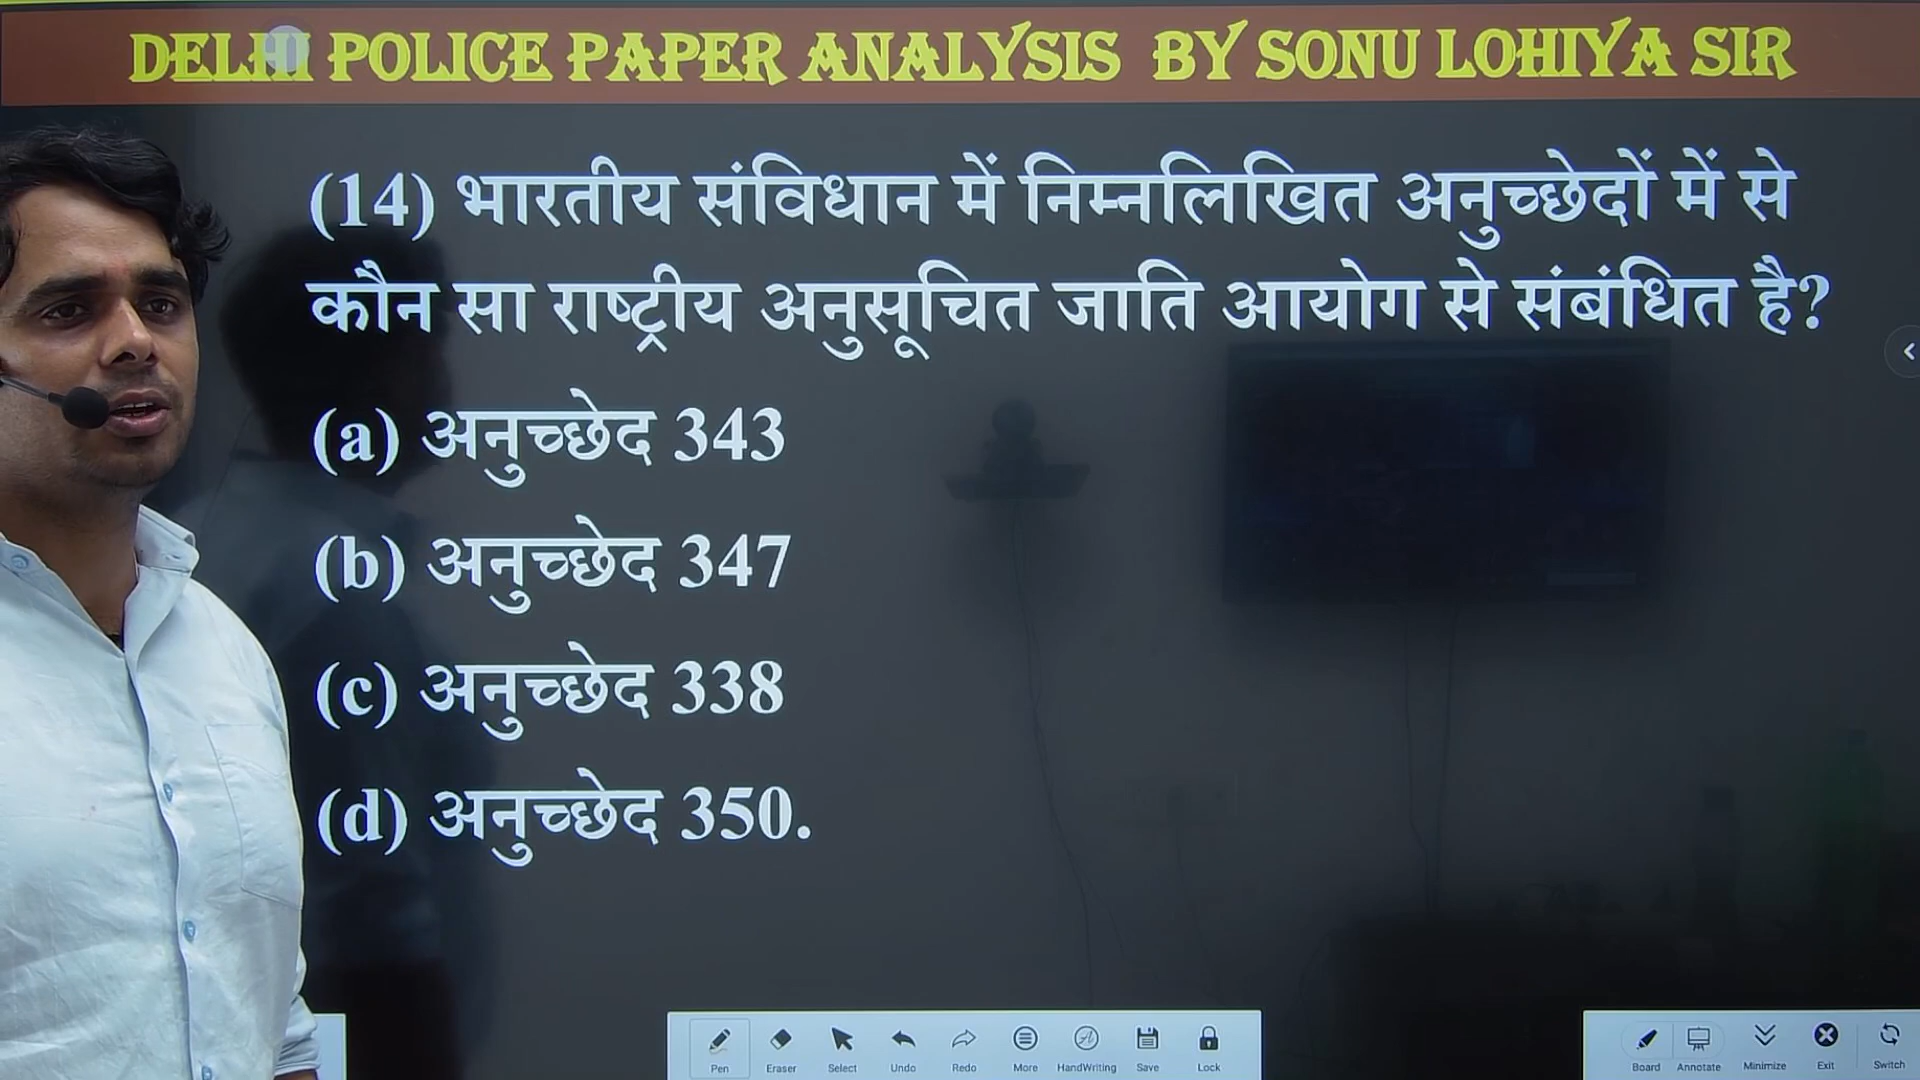 DELHI POLICE PAPER ANALYSIS BY SONU LOHIYA SIR
(14) भारतीय संविधान में निम्नलिखित अनुच्छेदों में से
कौन सा राष्ट्रीय अनुसूचित जाति आयोग से संबंधित है?
(a) अनुच्छेद 343
(b) अनुच्छेद 347
(c) अनुच्छेद 338
(d) अनुच्छेद 350.
Pen Eraser Select Undo Redo More HandWriting Save Lock
Board Annotate Minimize Exit Switch